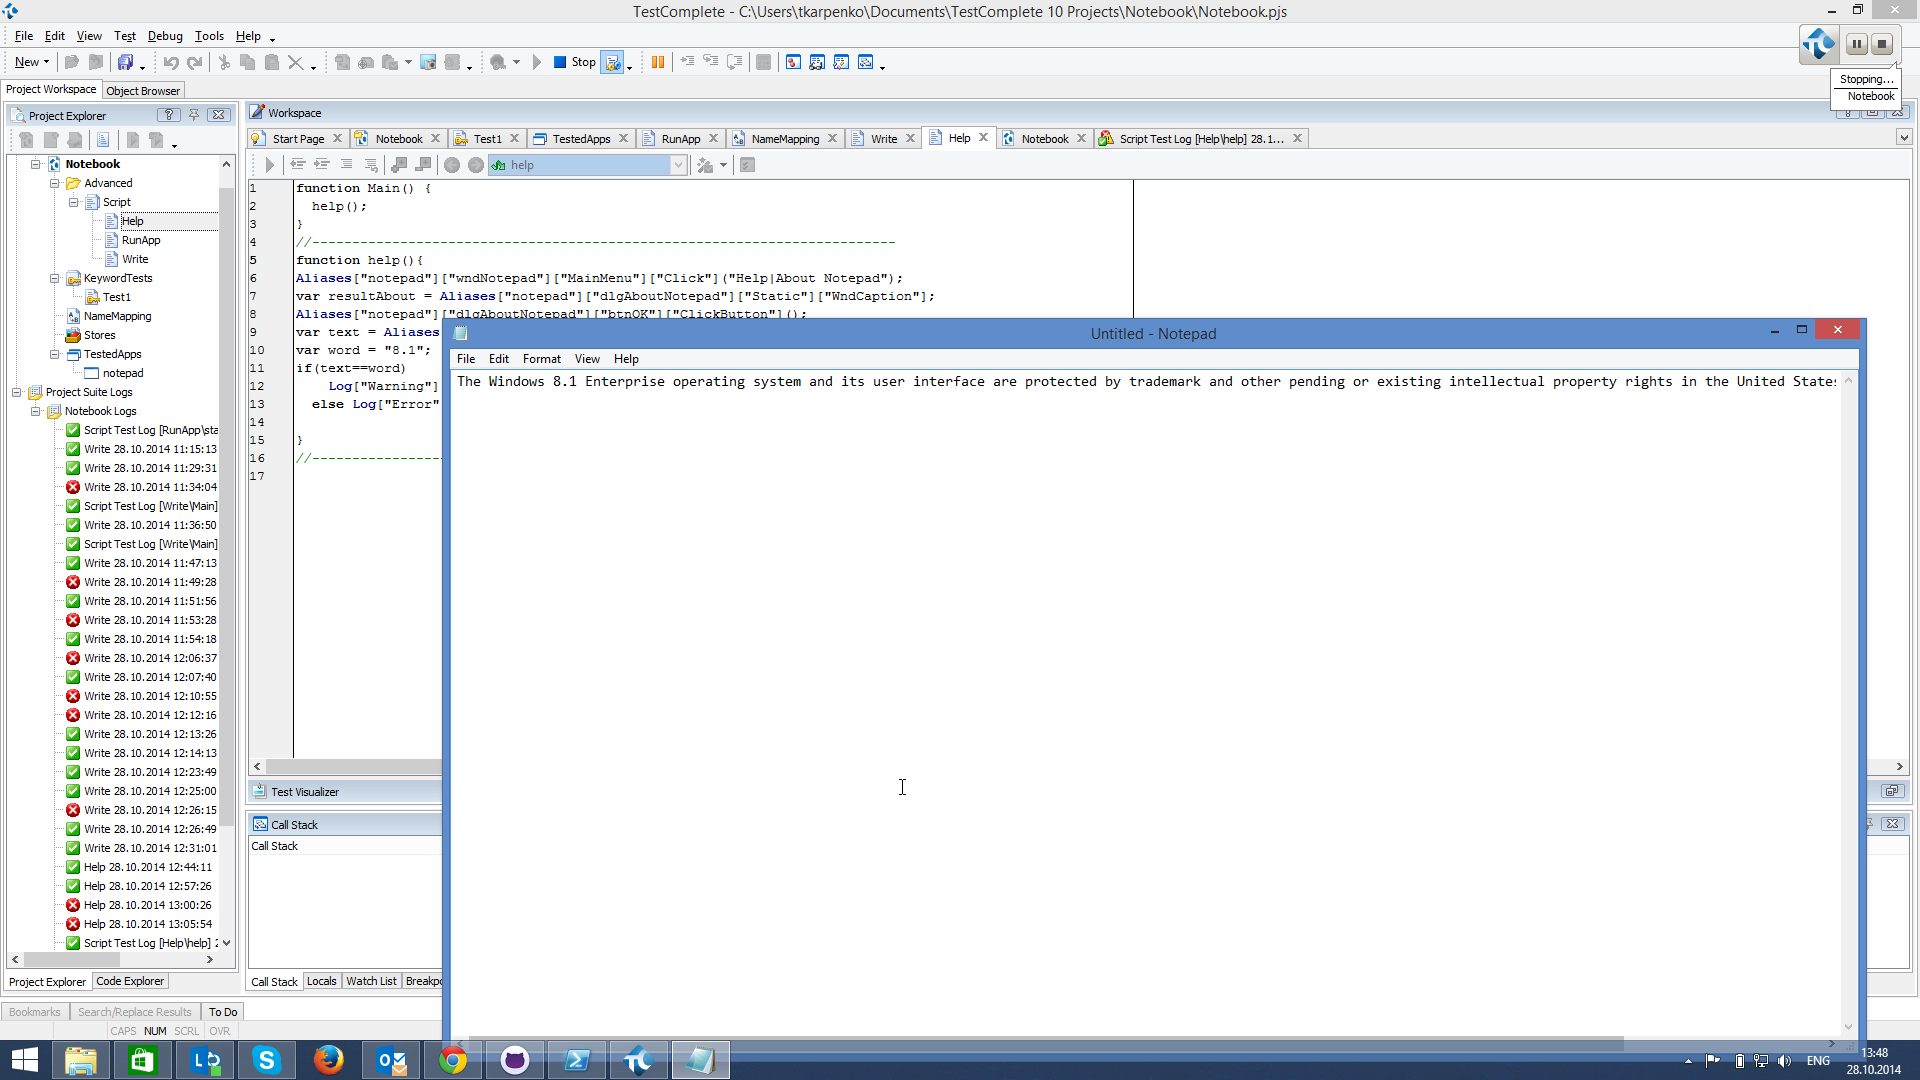 TestComplete - C:\Users\tkarpenko\Documents\TestComplete 10 Projects\Notebook\Notebook.pjs
File Edit View Test Debug Tools Help
New Stop
Stopping...
Notebook
Project Workspace Object Browser
Project Explorer
Workspace
Start Page Notebook Test1 TestedApps RunApp NameMapping Write Help Notebook Script Test Log [Help\help] 28.1...
help
Notebook
Advanced
Script
Help
RunApp
Write
KeywordTests
Test1
NameMapping
Stores
TestedApps
notepad
Project Suite Logs
Notebook Logs
Script Test Log [RunApp\sta
Write 28.10.2014 11:15:13
Write 28.10.2014 11:29:31
Write 28.10.2014 11:34:04
Script Test Log [Write\Main]
Write 28.10.2014 11:36:50
Script Test Log [Write\Main]
Write 28.10.2014 11:47:13
Write 28.10.2014 11:49:28
Write 28.10.2014 11:51:56
Write 28.10.2014 11:53:28
Write 28.10.2014 11:54:18
Write 28.10.2014 12:06:37
Write 28.10.2014 12:07:40
Write 28.10.2014 12:10:55
Write 28.10.2014 12:12:16
Write 28.10.2014 12:13:26
Write 28.10.2014 12:14:13
Write 28.10.2014 12:23:49
Write 28.10.2014 12:25:00
Write 28.10.2014 12:26:15
Write 28.10.2014 12:26:49
Write 28.10.2014 12:31:01
Help 28.10.2014 12:44:11
Help 28.10.2014 12:57:26
Help 28.10.2014 13:00:26
Help 28.10.2014 13:05:54
Script Test Log [Help\help] 2
Project Explorer Code Explorer
1 function Main() {
2 help();
3 }
4 //-------------------------------------------------------------------------
5 function help(){
6 Aliases["notepad"]["wndNotepad"]["MainMenu"]["Click"]("Help|About Notepad");
7 var resultAbout = Aliases["notepad"]["dlgAboutNotepad"]["Static"]["WndCaption"];
8 Aliases["notepad"]["dlgAboutNotepad"]["btnOK"]["ClickButton"]();
9 var text = Aliases
10 var word = "8.1";
11 if(text==word)
12 Log["Warning"]
13 else Log["Error"
14
15 }
16 //----------------
17
Untitled - Notepad
File Edit Format View Help
The Windows 8.1 Enterprise operating system and its user interface are protected by trademark and other pending or existing intellectual property rights in the United States
Test Visualizer
Call Stack
Call Stack
Call Stack Locals Watch List Breakpo
Bookmarks Search/Replace Results To Do
CAPS NUM SCRL OVR
ENG
13:48
28.10.2014